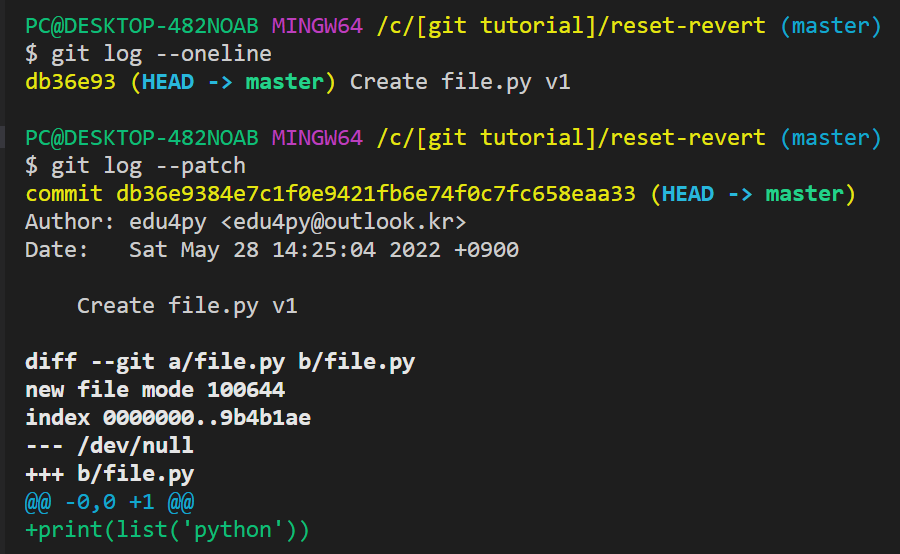 PC@DESKTOP-482NOAB MINGW64 /c/[git tutorial]/reset-revert (master)
$ git log --oneline
db36e93 (HEAD -> master) Create file.py v1
PC@DESKTOP-482NOAB MINGW64 /c/[git tutorial]/reset-revert (master)
$ git log --patch
commit db36e9384e7c1f0e9421fb6e74f0c7fc658eaa33 (HEAD -> master)
Author: edu4py <edu4py@outlook.kr>
Date:   Sat May 28 14:25:04 2022 +0900
    Create file.py v1
diff --git a/file.py b/file.py
new file mode 100644
index 0000000..9b4b1ae
--- /dev/null
+++ b/file.py
@@ -0,0 +1 @@
+print(list('python'))